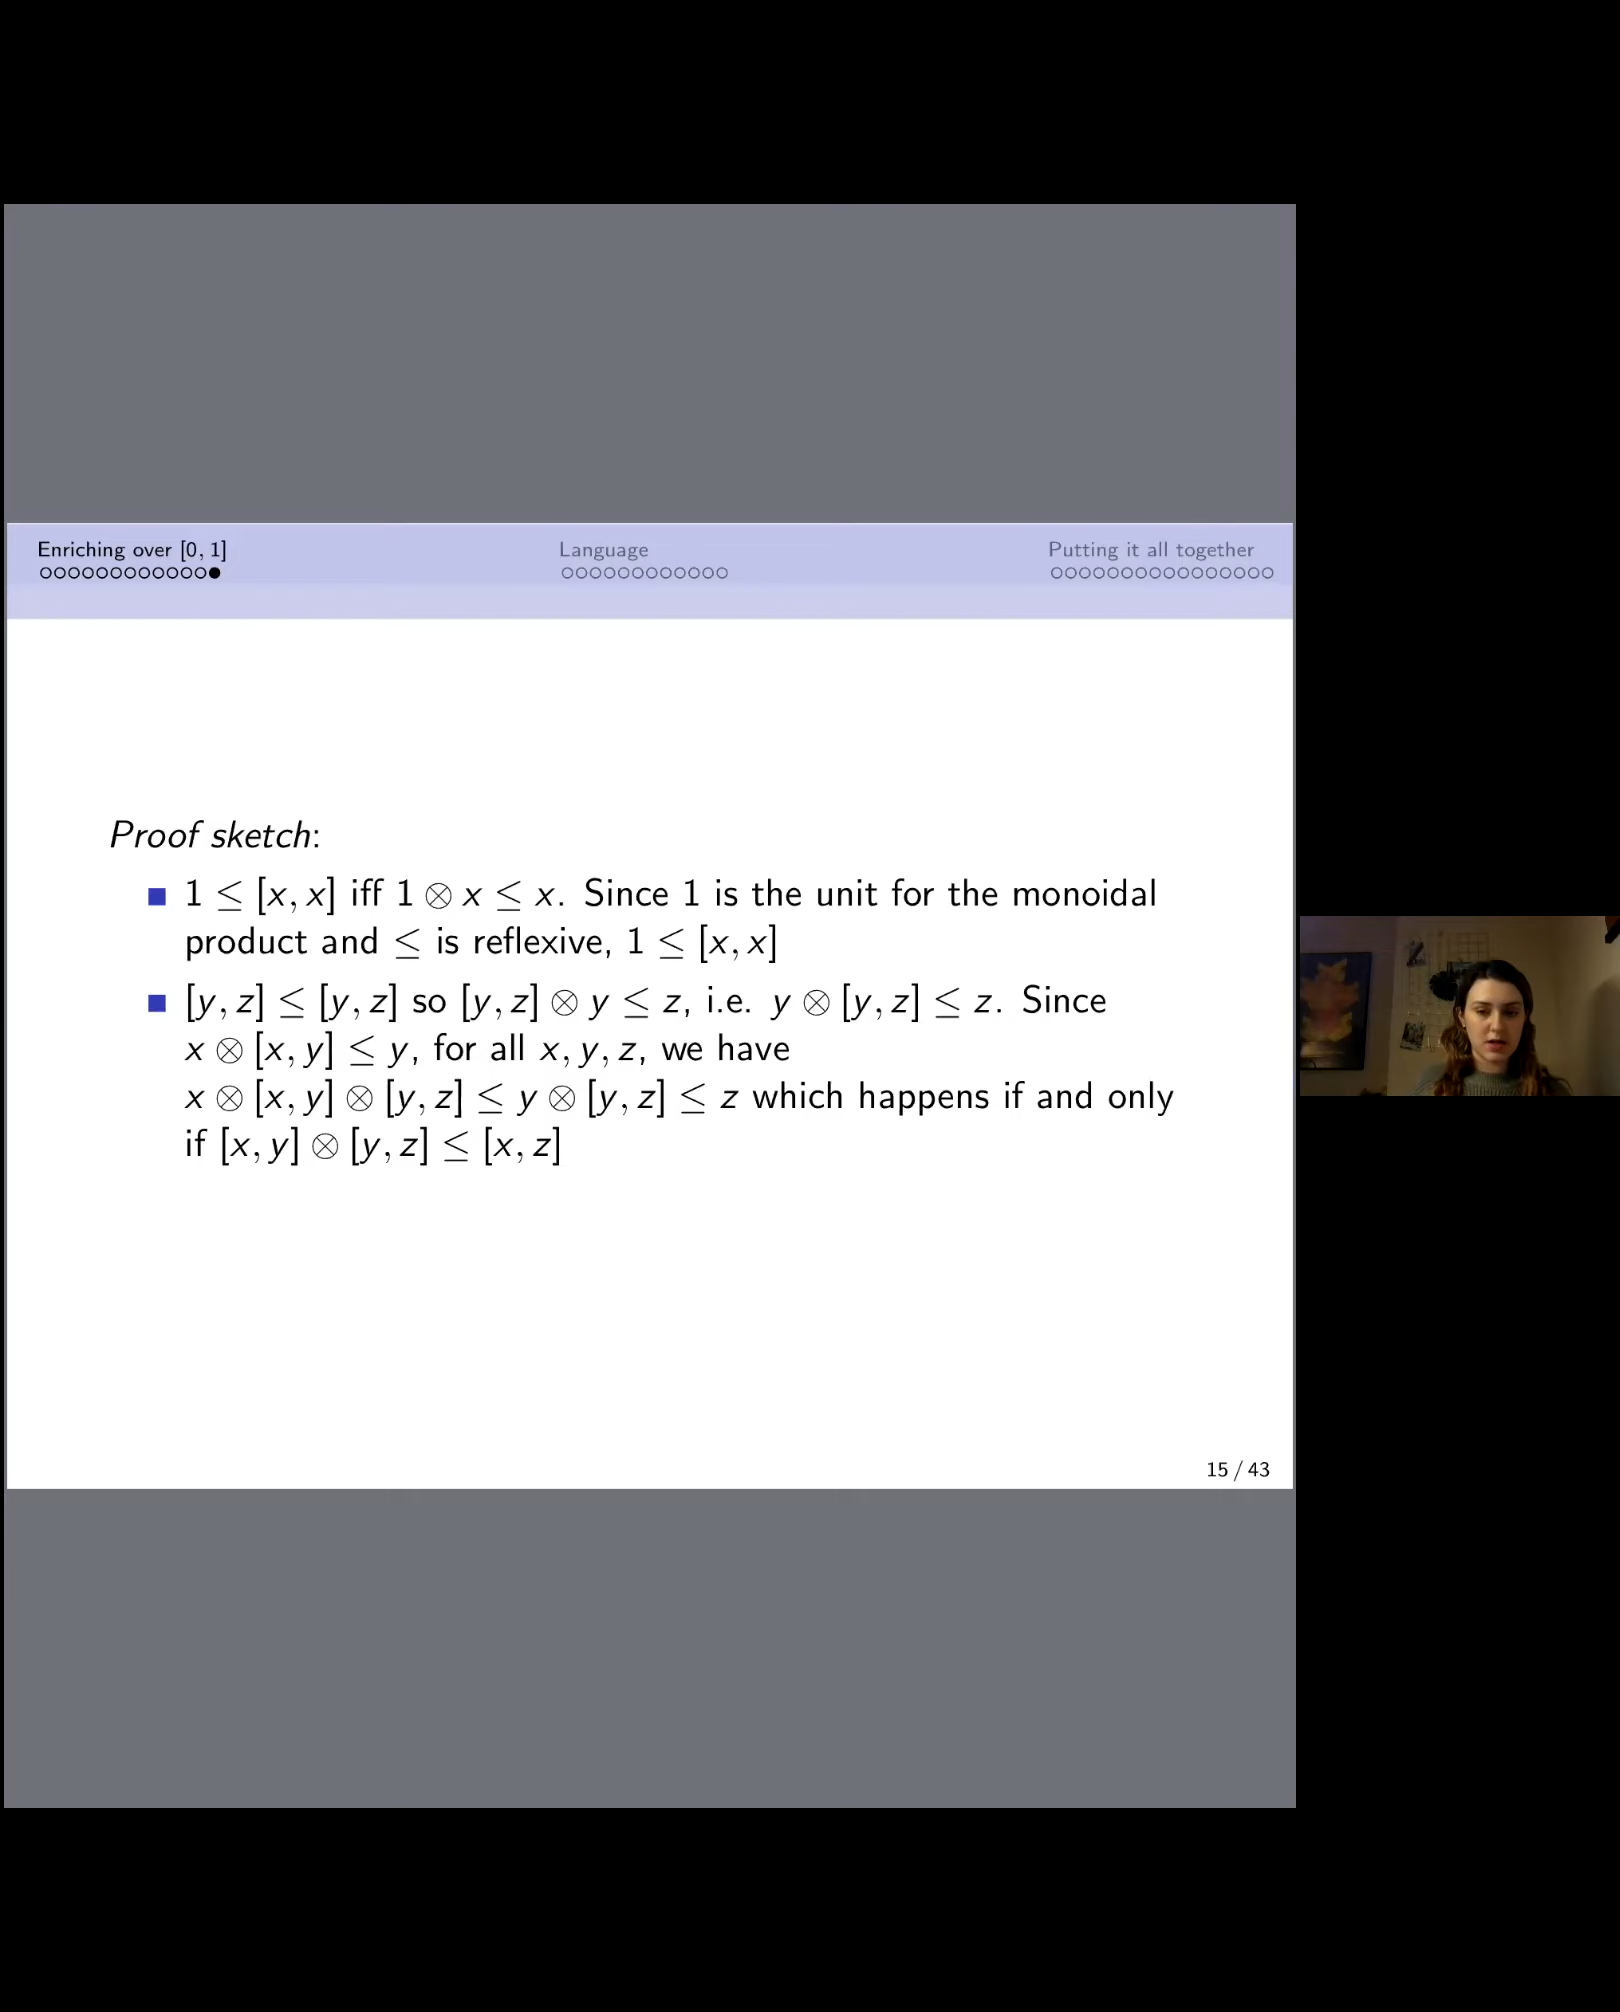 Enriching over [0, 1]
Language
Putting it all together
Proof sketch:
1 ≤ [x, x] iff 1 ⊗ x ≤ x. Since 1 is the unit for the monoidal
product and ≤ is reflexive, 1 ≤ [x, x]
[y, z] ≤ [y, z] so [y, z] ⊗ y ≤ z, i.e. y ⊗ [y, z] ≤ z. Since
x ⊗ [x, y] ≤ y, for all x, y, z, we have
x ⊗ [x, y] ⊗ [y, z] ≤ y ⊗ [y, z] ≤ z which happens if and only
if [x, y] ⊗ [y, z] ≤ [x, z]
15 / 43